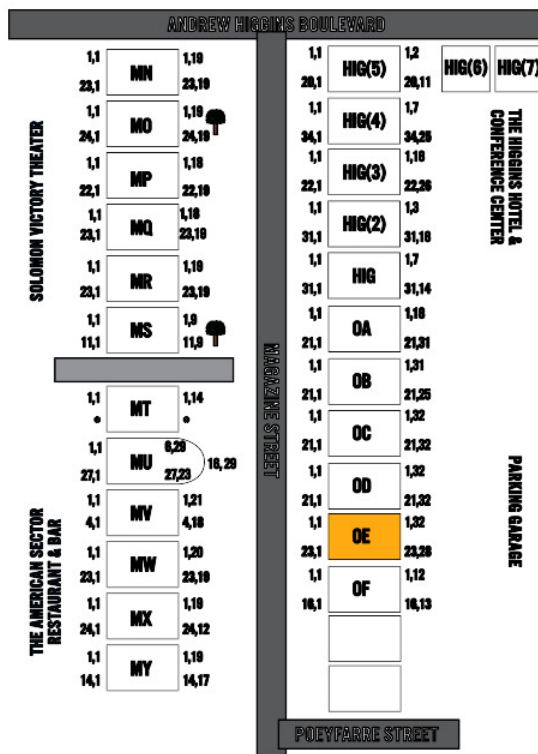 ANDREW HIGGINS BOULEVARD
1,1 MN 1,19
23,1 23,19
1,1 MO 1,19
24,1 24,19
1,1 MP 1,18
22,1 22,19
1,1 MQ 1,18
23,1 23,19
1,1 MR 1,19
23,1 23,19
1,1 MS 1,9
11,1 11,9
SOLOMON VICTORY THEATER
1,1 MT 1,14
1,1 MU 6,29
27,1 27,23 16,29
1,1 MV 1,21
4,1 4,18
1,1 MW 1,20
23,1 23,19
1,1 MX 1,19
24,1 24,12
1,1 MY 1,19
14,1 14,17
THE AMERICAN SECTOR
RESTAURANT & BAR
MAGAZINE STREET
1,1 HIG(5) 1,2
20,1 20,11
HIG(6) HIG(7)
1,1 HIG(4) 1,7
34,1 34,25
1,1 HIG(3) 1,18
22,1 22,26
1,1 HIG(2) 1,3
31,1 31,18
1,1 HIG 1,7
31,1 31,14
THE HIGGINS HOTEL &
CONFERENCE CENTER
1,1 OA 1,18
21,1 21,31
1,1 OB 1,31
21,1 21,25
1,1 OC 1,32
21,1 21,32
1,1 OD 1,32
21,1 21,32
1,1 OE 1,32
23,1 23,28
1,1 OF 1,12
16,1 16,13
PARKING GARAGE
POEYFARRE STREET